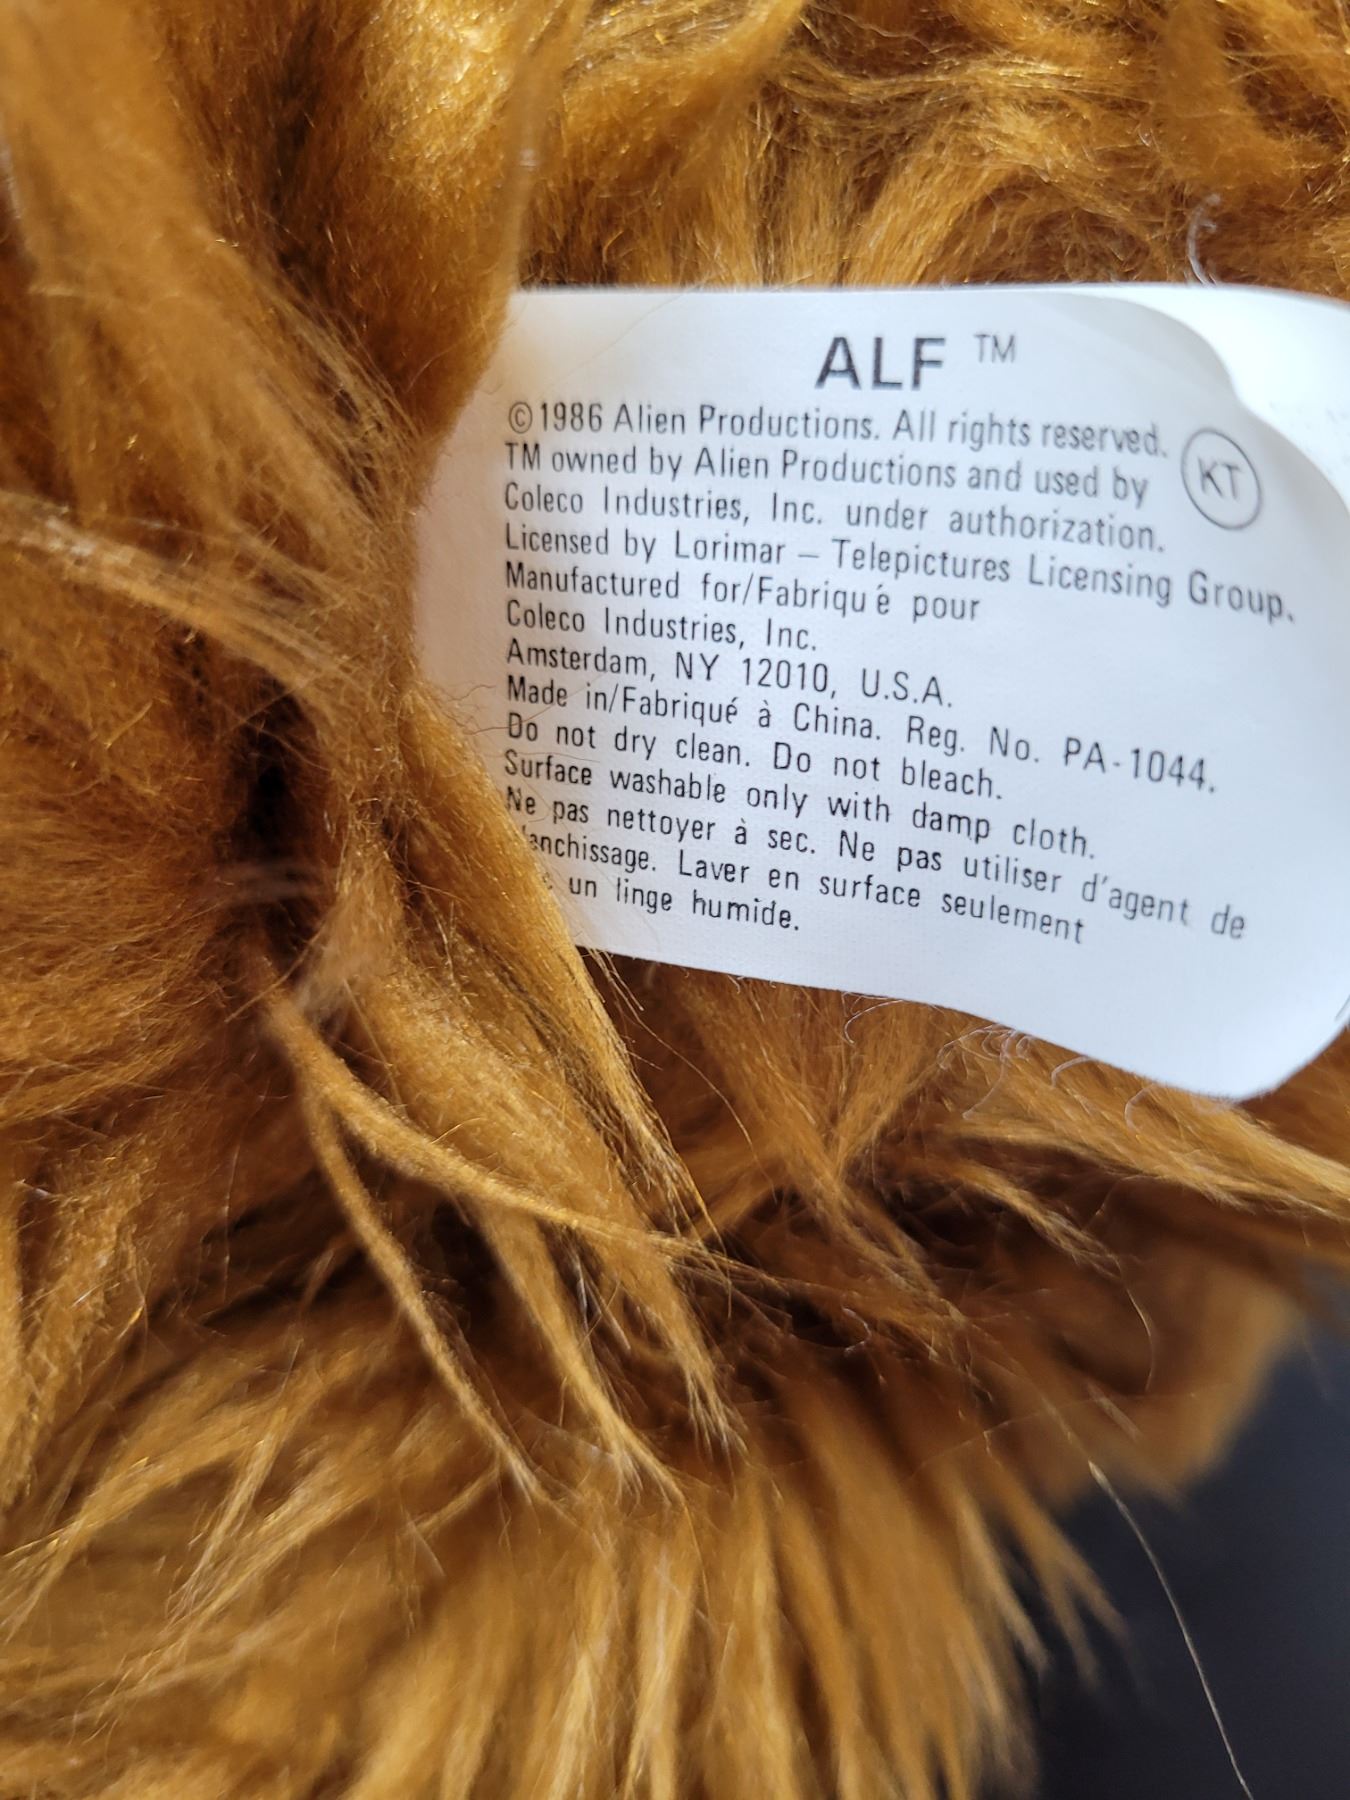 ALF ™
©1986 Alien Productions. All rights reserved.
KT
TM owned by Alien Productions and used by
Coleco Industries, Inc. under authorization.
Licensed by Lorimar – Telepictures Licensing Group.
Manufactured for/Fabriqué pour
Coleco Industries, Inc.
Amsterdam, NY 12010, U.S.A.
Made in/Fabriqué à China. Reg. No. PA-1044.
Do not dry clean. Do not bleach.
Surface washable only with damp cloth.
Ne pas nettoyer à sec. Ne pas utiliser d'agent de
Laver en surface seulement
un linge humide.